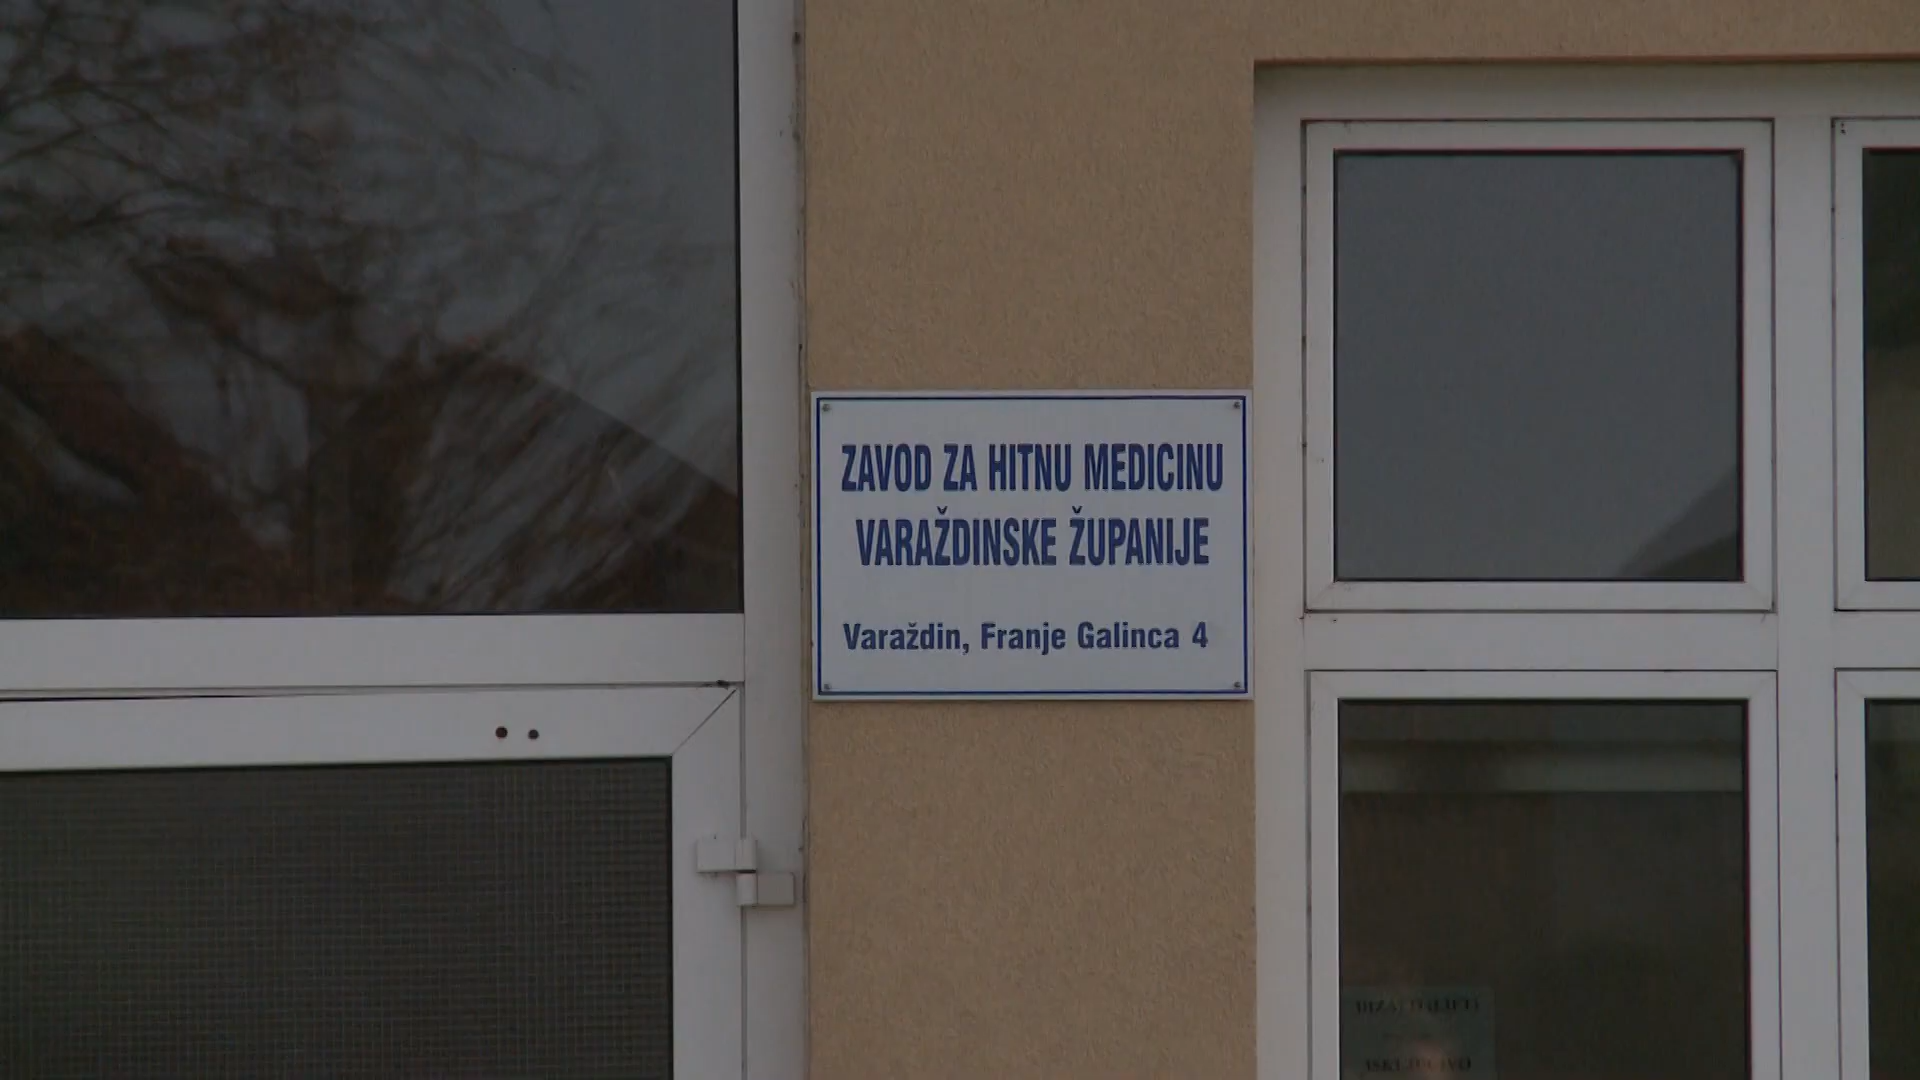 ZAVOD ZA HITNU MEDICINU
VARAŽDINSKE ŽUPANIJE
Varaždin, Franje Galinca 4